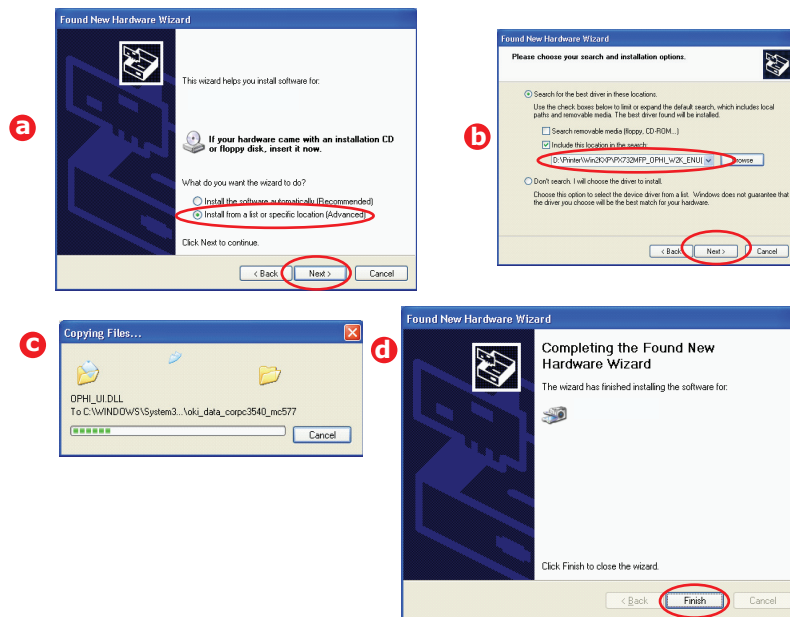 a
Found New Hardware Wizard
This wizard helps you install software for:
If your hardware came with an installation CD
or floppy disk, insert it now.
What do you want the wizard to do?
Install the software automatically (Recommended)
Install from a list or specific location (Advanced)
Click Next to continue.
< Back
Next >
Cancel
b
Found New Hardware Wizard
Please choose your search and installation options.
Search for the best driver in these locations.
Use the check boxes below to limit or expand the default search, which includes local
paths and removable media. The best driver found will be installed.
Search removable media (floppy, CD-ROM...)
Include this location in the search:
D:\Printer\Win2KXP\PX732MFP_OPHI_W2K_ENU(
Browse
Don't search. I will choose the driver to install.
Choose this option to select the device driver from a list. Windows does not guarantee that
the driver you choose will be the best match for your hardware.
< Back
Next >
Cancel
c
Copying Files...
OPHI_UI.DLL
To C:\WINDOWS\System3...\oki_data_corpc3540_mc577
Cancel
d
Found New Hardware Wizard
Completing the Found New
Hardware Wizard
The wizard has finished installing the software for:
Click Finish to close the wizard.
< Back
Finish
Cancel